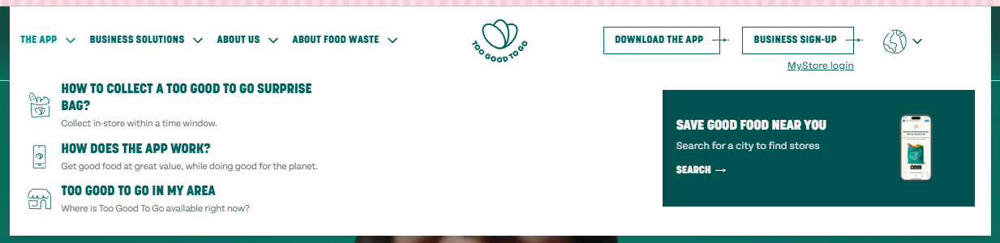 THE APP
BUSINESS SOLUTIONS
ABOUT US
ABOUT FOOD WASTE
TOO GOOD TO GO
DOWNLOAD THE APP
BUSINESS SIGN-UP
MyStore login
HOW TO COLLECT A TOO GOOD TO GO SURPRISE
BAG?
Collect in-store within a time window.
HOW DOES THE APP WORK?
Get good food at great value, while doing good for the planet.
TOO GOOD TO GO IN MY AREA
Where is Too Good To Go available right now?
SAVE GOOD FOOD NEAR YOU
Search for a city to find stores
SEARCH →